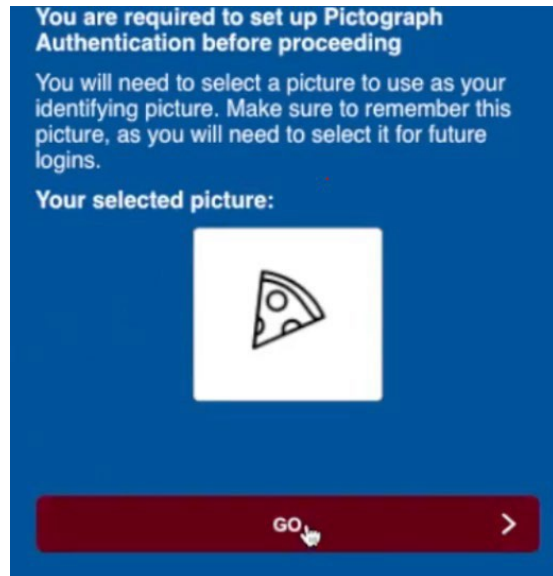 You are required to set up Pictograph
Authentication before proceeding
You will need to select a picture to use as your
identifying picture. Make sure to remember this
picture, as you will need to select it for future
logins.
Your selected picture:
GO